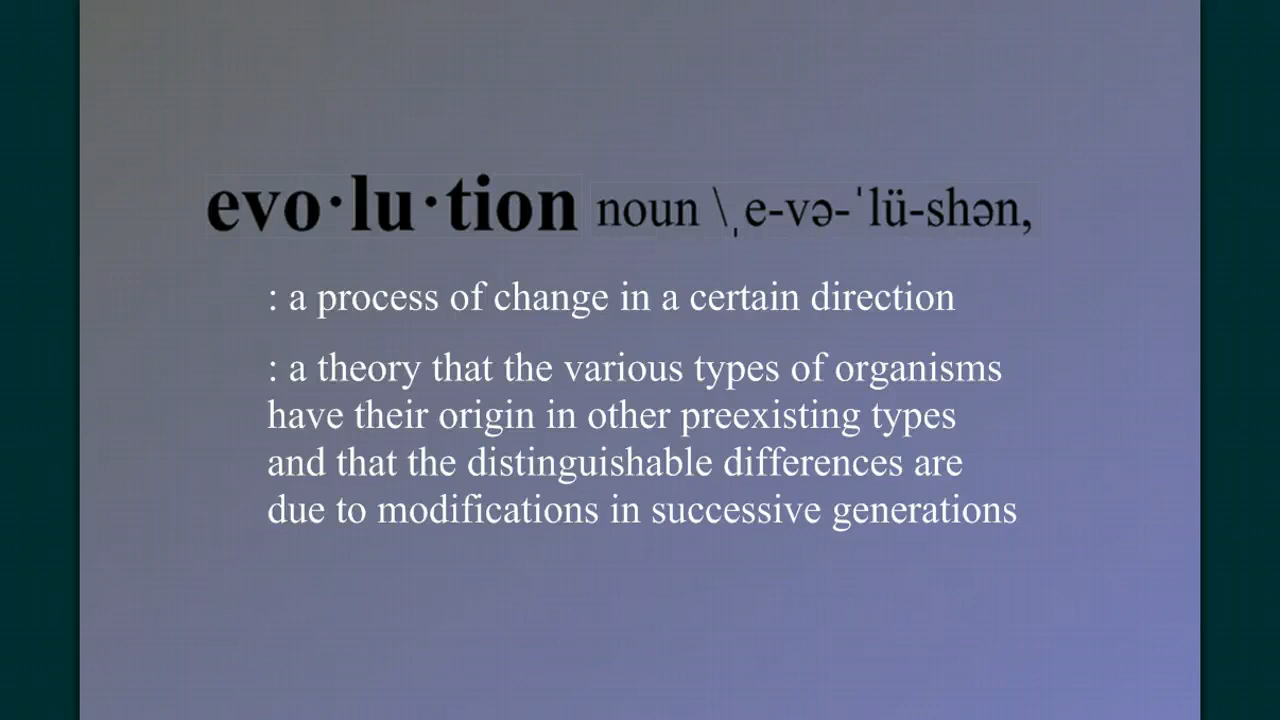 evo·lu·tion noun \ˌe-və-ˈlü-shən,
: a process of change in a certain direction
: a theory that the various types of organisms
have their origin in other preexisting types
and that the distinguishable differences are
due to modifications in successive generations